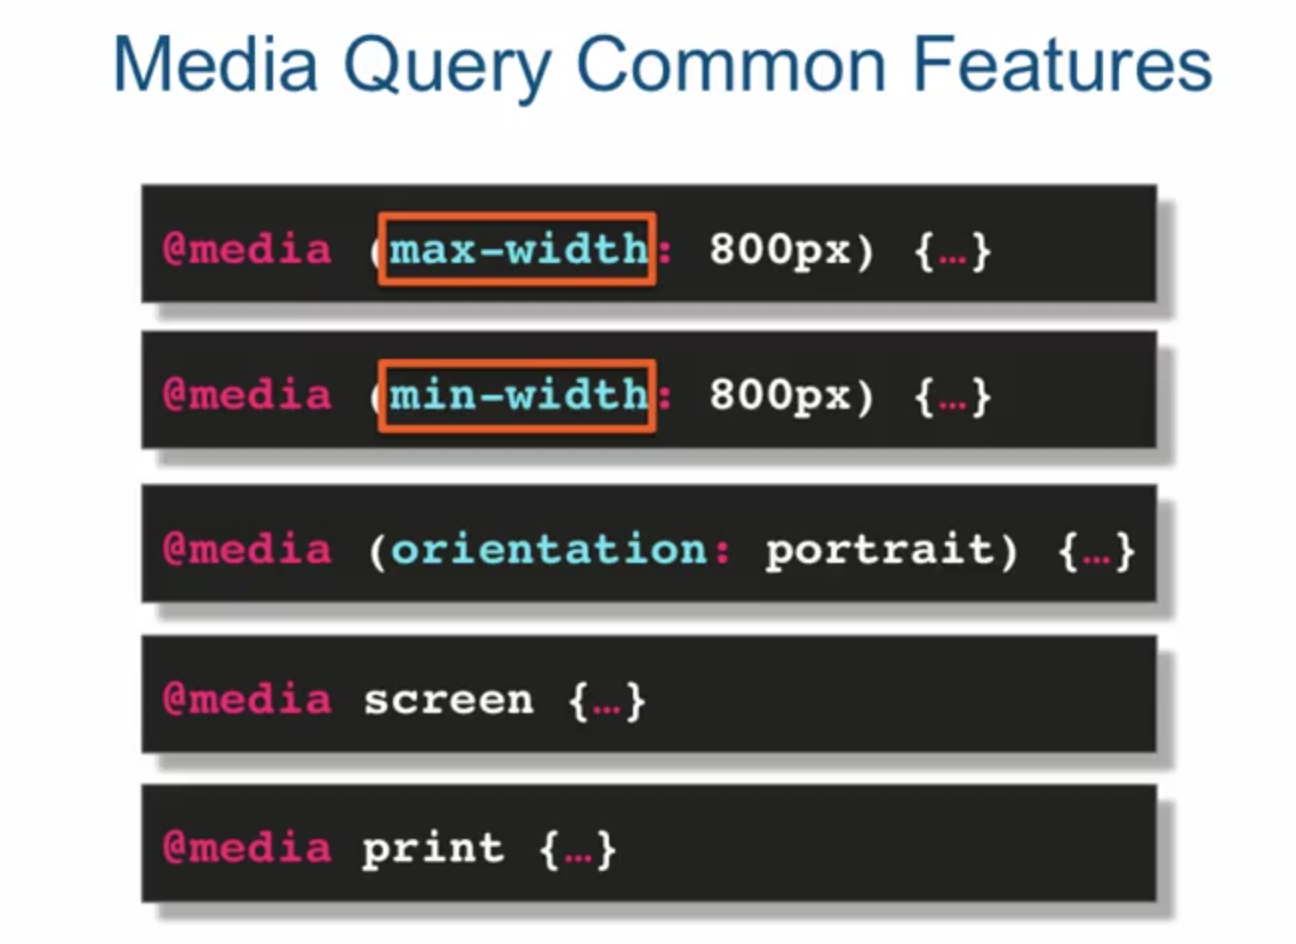 Media Query Common Features
@media (max-width: 800px) {…}
@media (min-width: 800px) {…}
@media (orientation: portrait) {…}
@media screen {…}
@media print {…}